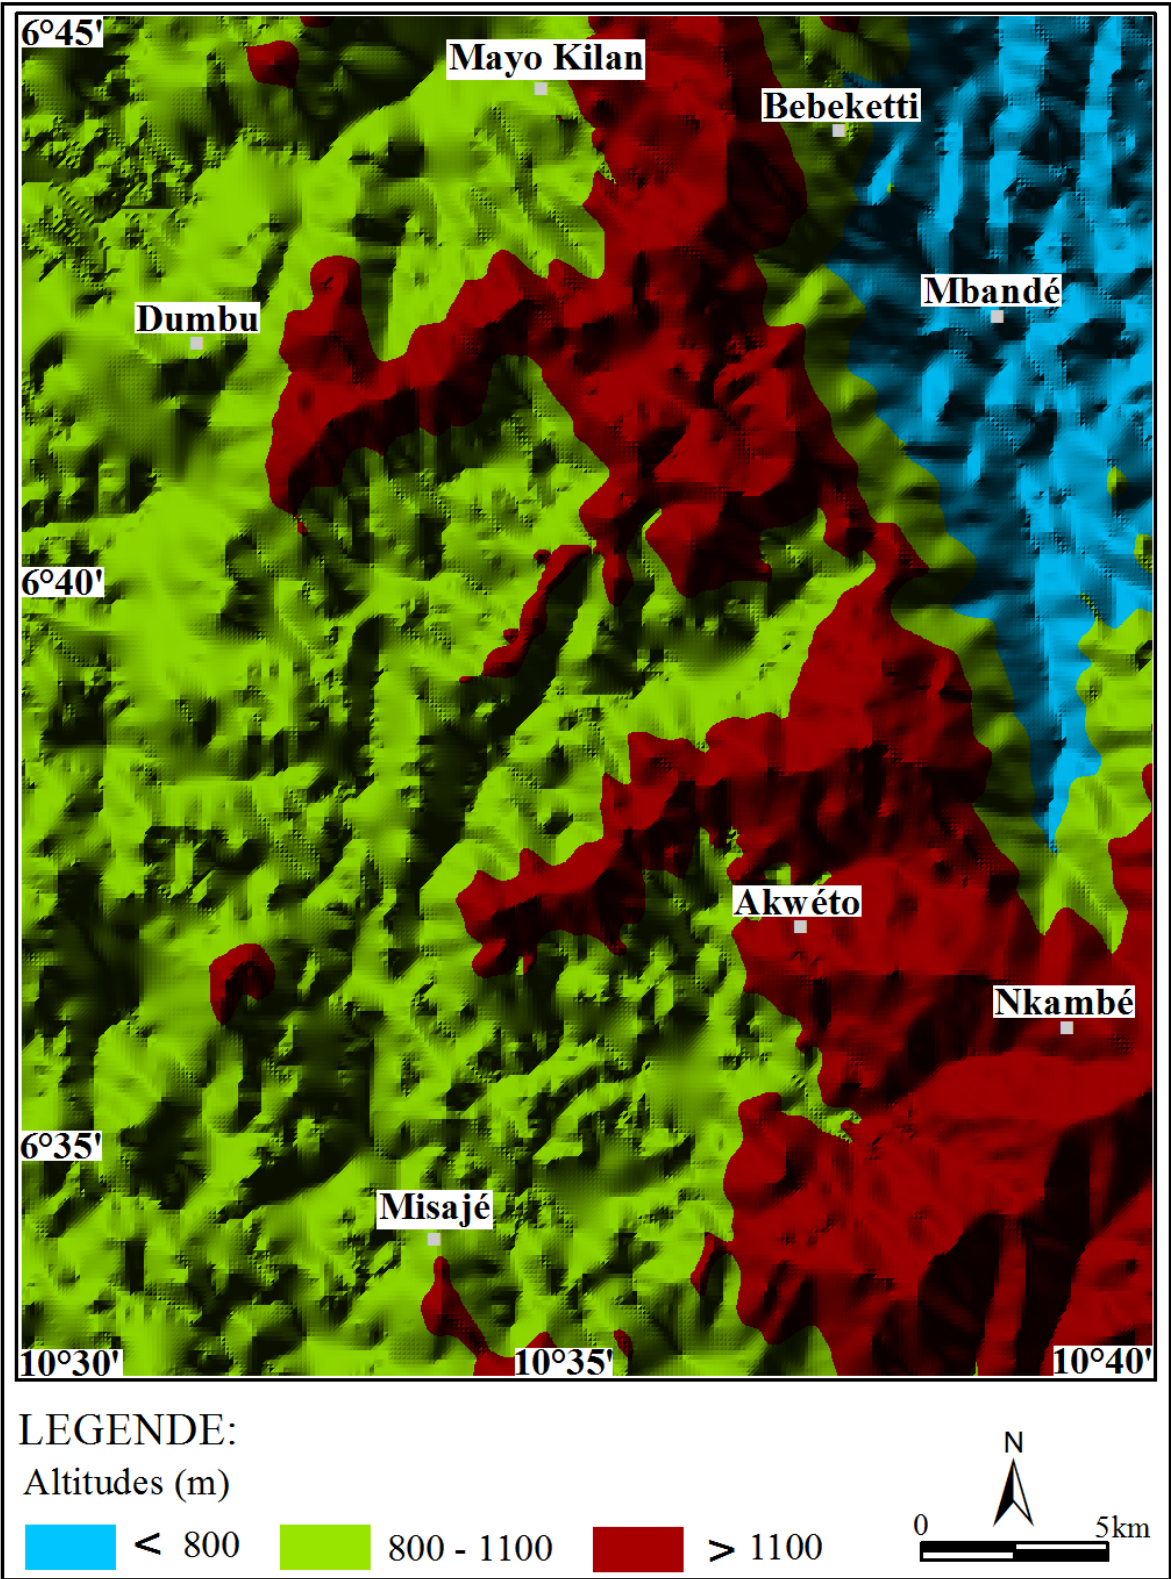 6°45'
Mayo Kilan
Bebeketti
Mbandé
Dumbu
6°40'
Akwéto
Nkambé
6°35'
Misajé
10°30'
10°35'
10°40'
LEGENDE:
Altitudes (m)
< 800
800 - 1100
> 1100
N
0
5km